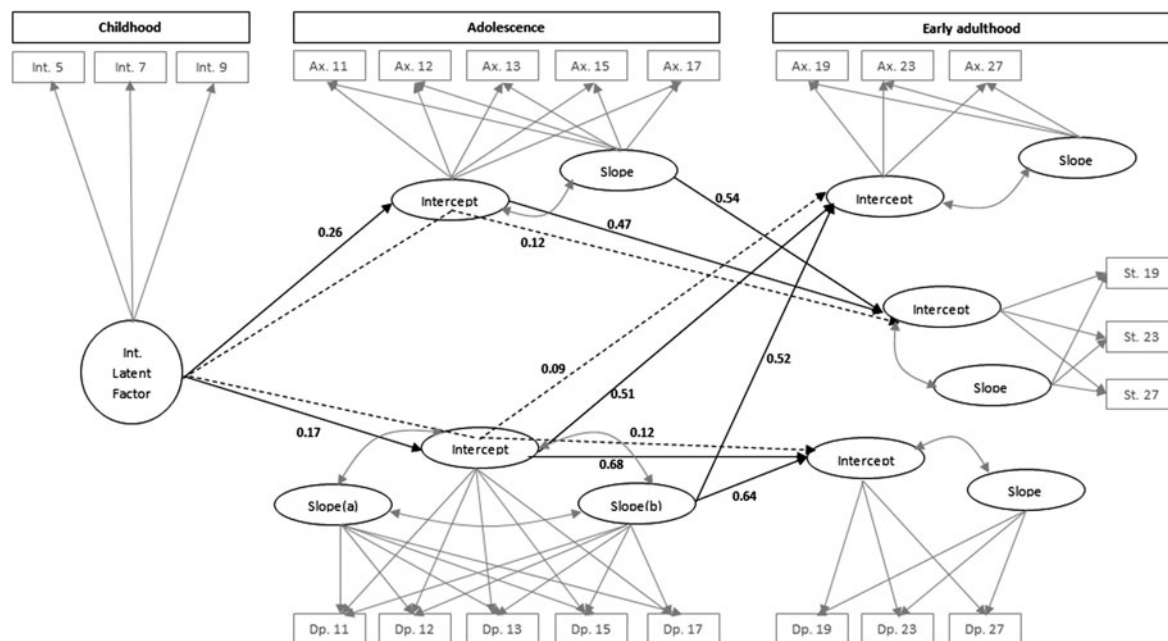 Childhood
Adolescence
Early adulthood
Int. 5
Int. 7
Int. 9
Ax. 11
Ax. 12
Ax. 13
Ax. 15
Ax. 17
Ax. 19
Ax. 23
Ax. 27
Slope
Slope
Intercept
Intercept
0.54
0.47
0.26
0.12
St. 19
Intercept
St. 23
Int.
Latent
Factor
0.09
0.52
Slope
St. 27
0.51
0.17
0.12
Intercept
Intercept
0.68
0.64
Slope
Slope(a)
Slope(b)
Dp. 11
Dp. 12
Dp. 13
Dp. 15
Dp. 17
Dp. 19
Dp. 23
Dp. 27